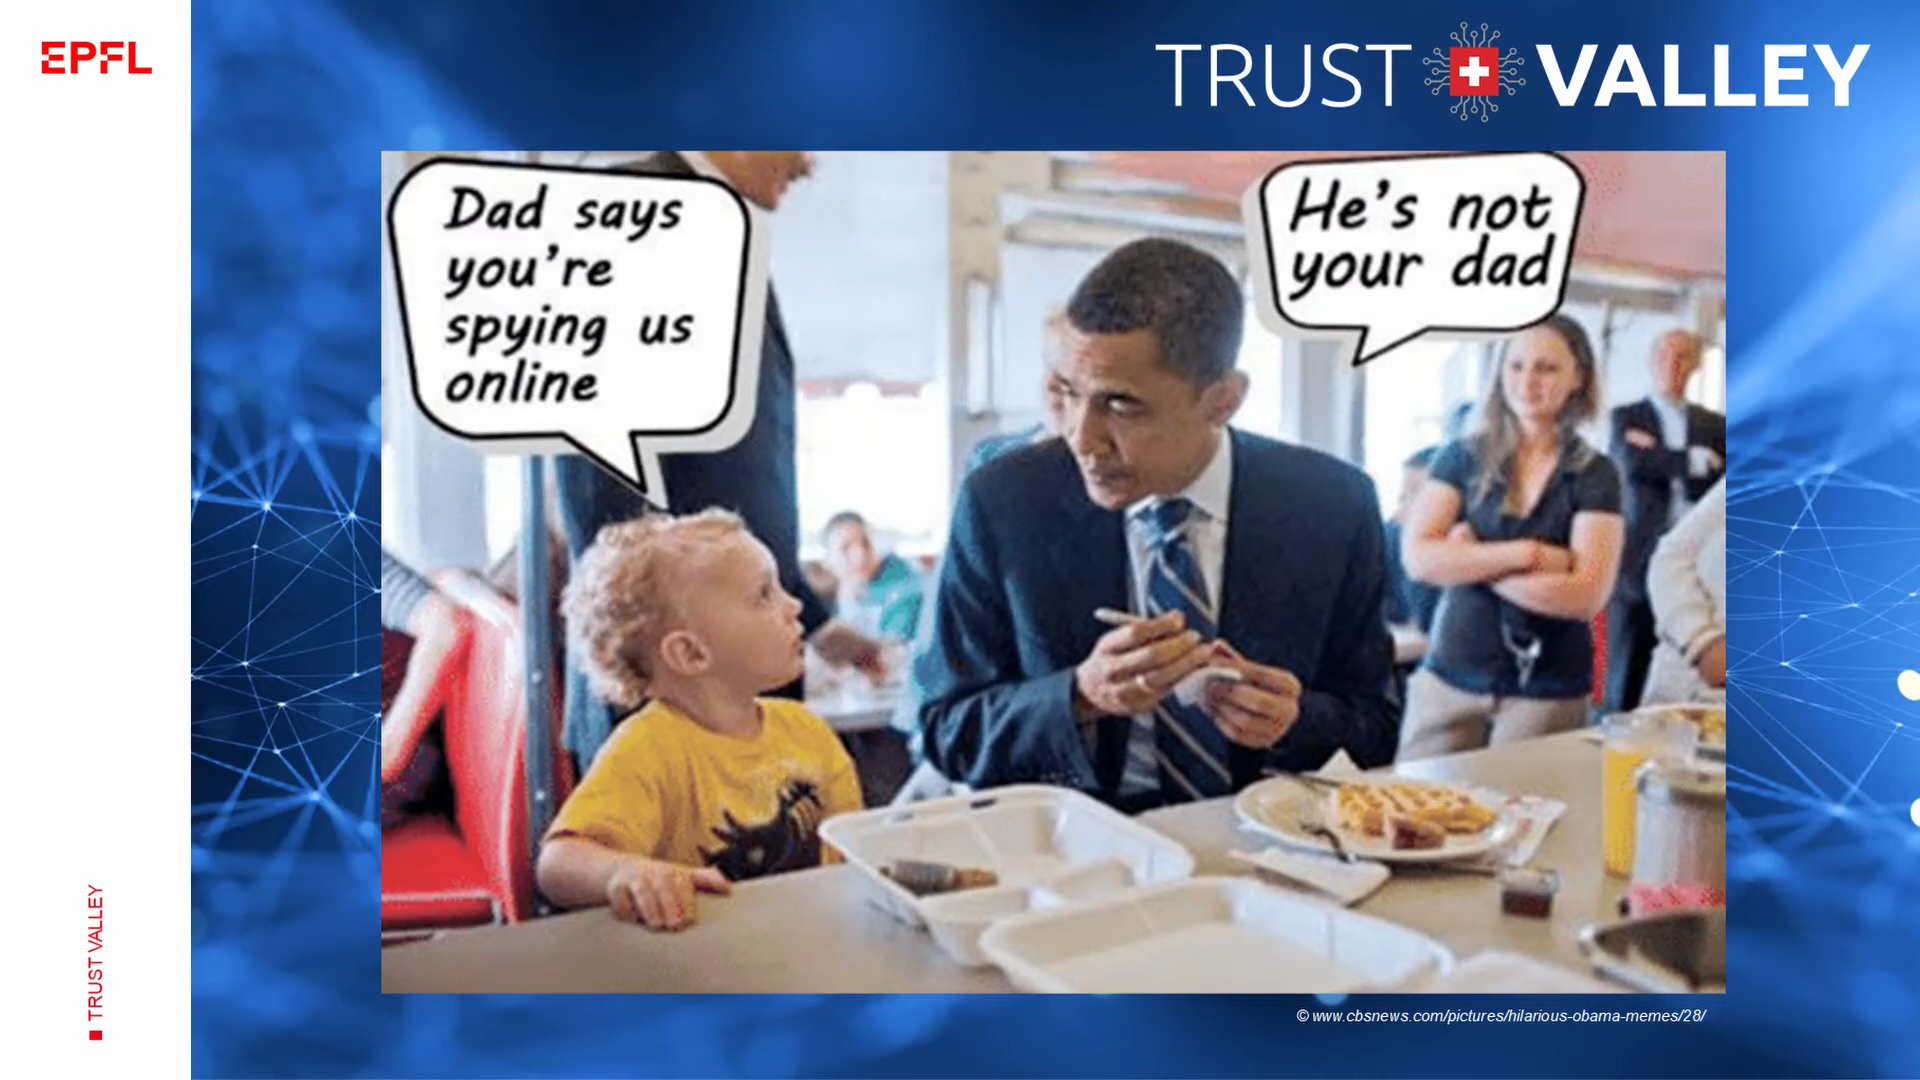 EPFL
TRUST VALLEY
Dad says
you're
spying us
online
He's not
your dad
TRUST VALLEY
© www.cbsnews.com/pictures/hilarious-obama-memes/28/